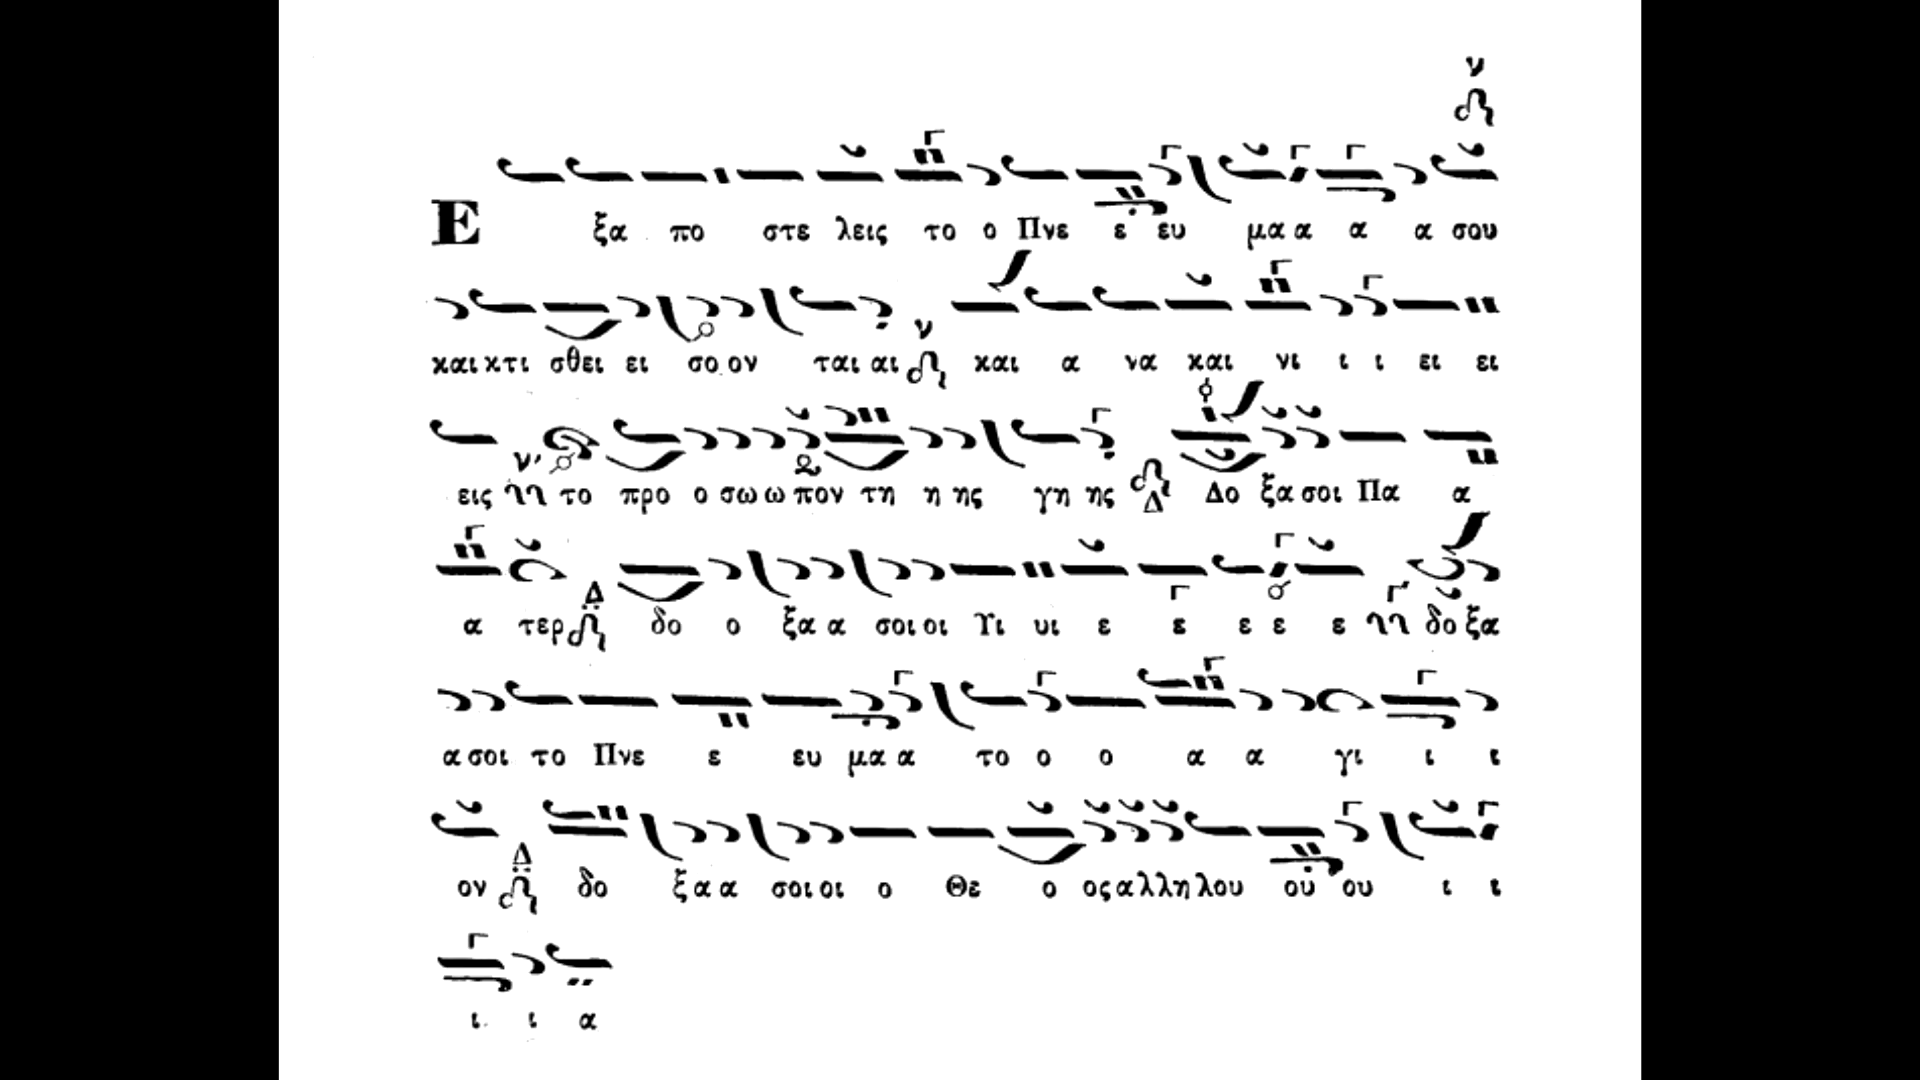 Ε ξα πο στε λεις το ο Πνε ε ευ μα α α α σου
και κτι σθει ει σο ον ται αι και α να και νι ι ι ει ει
εις το προ ο σω ω πον τη η ης γη ης Δο ξα σοι Πα α
α τερ δο ο ξα α σοι οι Υι υι ε ε ε ε ε δο ξα
α σοι το Πνε ε ευ μα α το ο ο α α γι ι ι
ον δο ξα α σοι οι ο Θε ο ος αλ λη λου ου ου ι ι
ι ι α